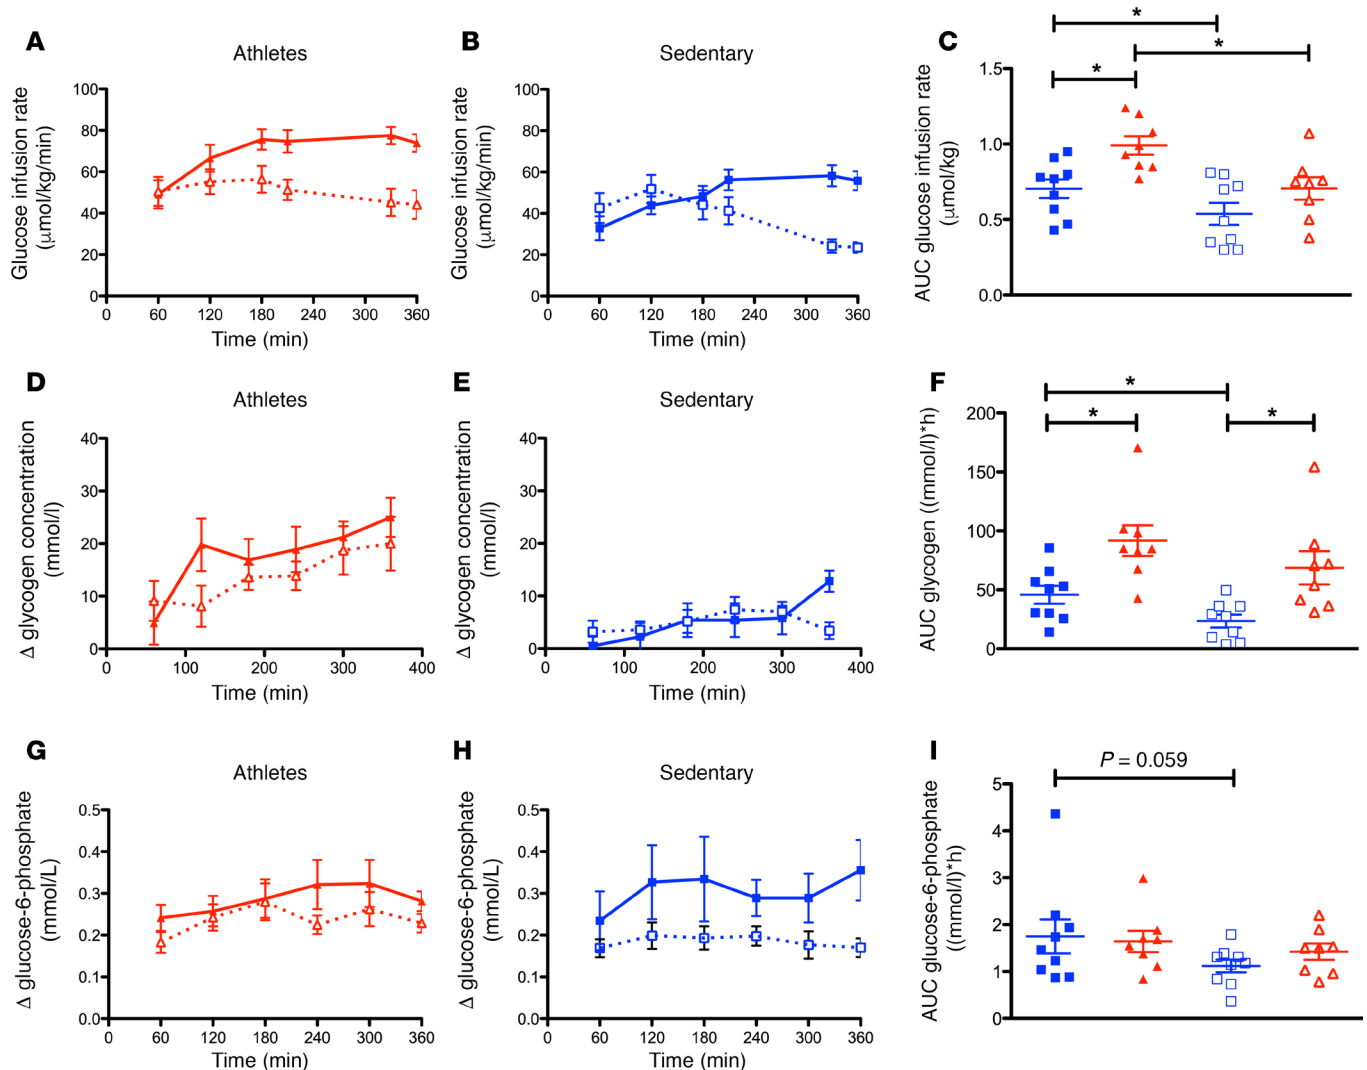 A
Athletes
Glucose infusion rate
(µmol/kg/min)
100
80
60
40
20
0
0 60 120 180 240 300 360
Time (min)
B
Sedentary
Glucose infusion rate
(µmol/kg/min)
100
80
60
40
20
0
0 60 120 180 240 300 360
Time (min)
C
*
*
*
AUC glucose infusion rate
(µmol/kg)
1.5
1.0
0.5
0.0
D
Athletes
Δ glycogen concentration
(mmol/l)
40
30
20
10
0
100 200 300 400
Time (min)
E
Sedentary
Δ glycogen concentration
(mmol/l)
40
30
20
10
0
0 100 200 300 400
Time (min)
F
*
*
*
AUC glycogen ((mmol/l)*h)
200
150
100
50
0
G
Athletes
Δ glucose-6-phosphate
(mmol/L)
0.5
0.4
0.3
0.2
0.1
0.0
0 60 120 180 240 300 360
Time (min)
H
Sedentary
Δ glucose-6-phosphate
(mmol/L)
0.5
0.4
0.3
0.2
0.1
0.0
0 60 120 180 240 300 360
Time (min)
I
P = 0.059
AUC glucose-6-phosphate
((mmol/l)*h)
5
4
3
2
1
0